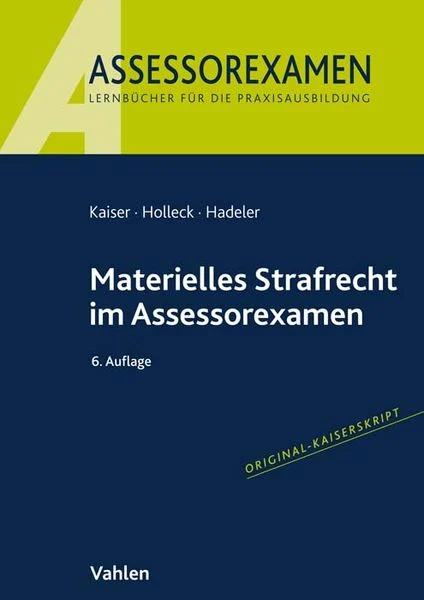 ASSESSOREXAMEN
LERNBÜCHER FÜR DIE PRAXISAUSBILDUNG
Kaiser · Holleck · Hadeler
Materielles Strafrecht
im Assessorexamen
6. Auflage
ORIGINAL-KAISERSKRIPT
Vahlen